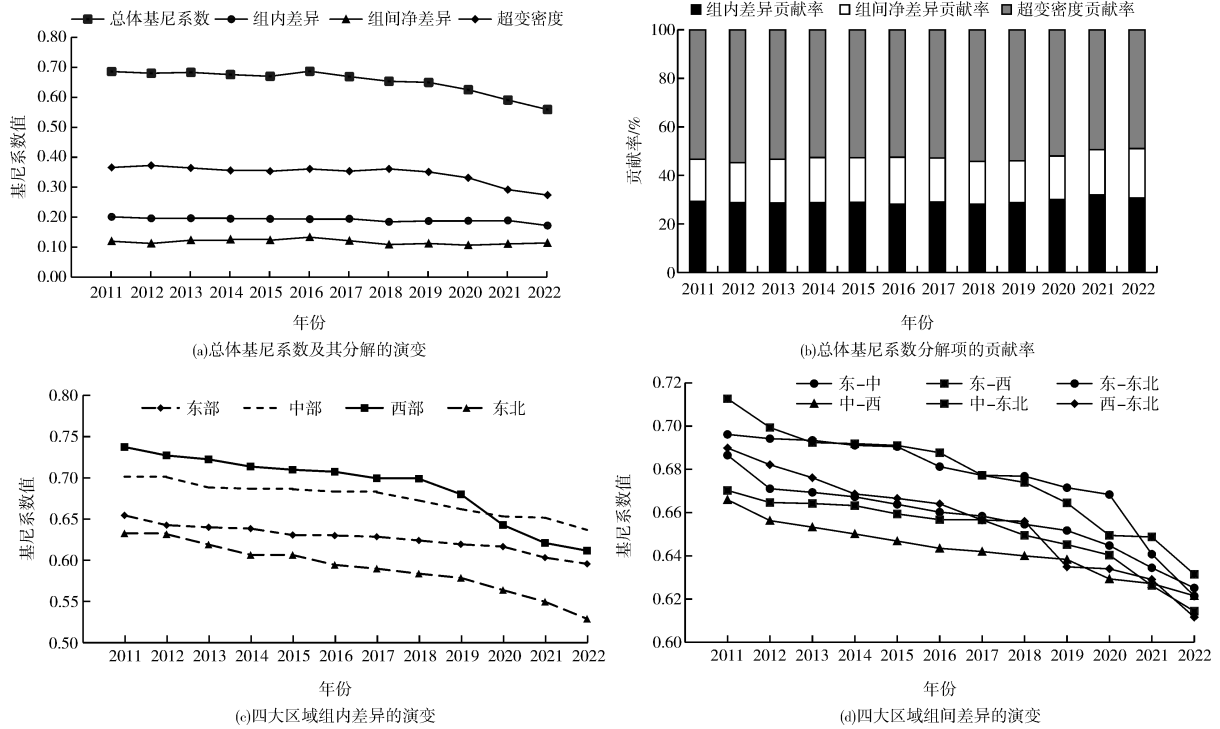 总体基尼系数 组内差异 组间净差异 超变密度
0.80
0.70
0.60
0.50
0.40
0.30
0.20
0.10
0.00
基尼系数值
2011 2012 2013 2014 2015 2016 2017 2018 2019 2020 2021 2022
年份
(a)总体基尼系数及其分解的演变
组内差异贡献率 组间净差异贡献率 超变密度贡献率
100
80
60
40
20
0
贡献率/%
2011 2012 2013 2014 2015 2016 2017 2018 2019 2020 2021 2022
年份
(b)总体基尼系数分解项的贡献率
东部 中部 西部 东北
0.80
0.75
0.70
0.65
0.60
0.55
0.50
基尼系数值
2011 2012 2013 2014 2015 2016 2017 2018 2019 2020 2021 2022
年份
(c)四大区域组内差异的演变
东-中 东-西 东-东北
中-西 中-东北 西-东北
0.72
0.70
0.68
0.66
0.64
0.62
0.60
基尼系数值
2011 2012 2013 2014 2015 2016 2017 2018 2019 2020 2021 2022
年份
(d)四大区域组间差异的演变